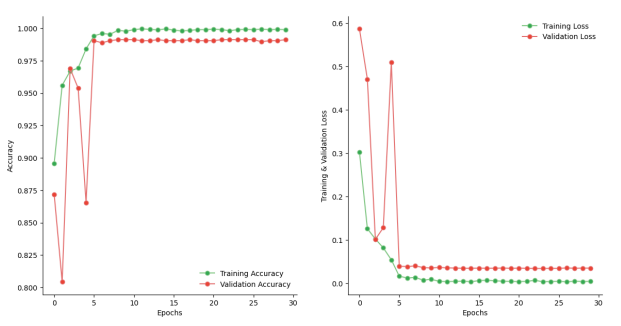 1.000
0.975
0.950
0.925
0.900
0.875
0.850
0.825
0.800
Accuracy
0 5 10 15 20 25 30
Epochs
Training Accuracy
Validation Accuracy
0.6
0.5
0.4
0.3
0.2
0.1
0.0
Training & Validation Loss
0 5 10 15 20 25 30
Epochs
Training Loss
Validation Loss